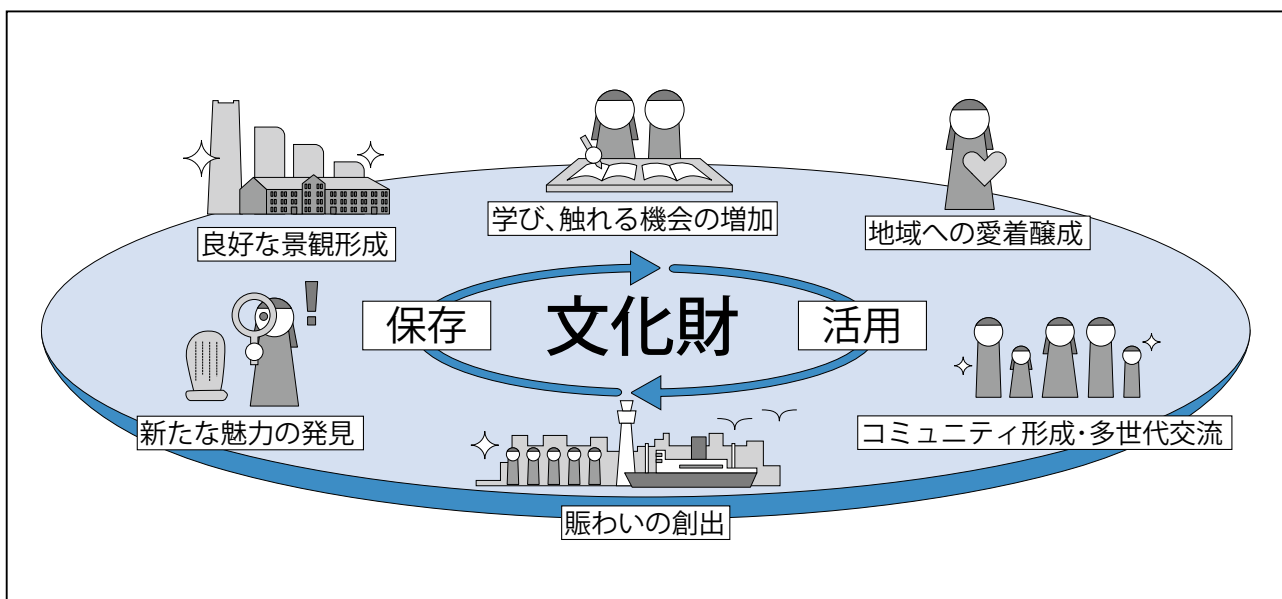 良好な景観形成
学び、触れる機会の増加
地域への愛着醸成
保存
文化財
活用
新たな魅力の発見
コミュニティ形成・多世代交流
賑わいの創出